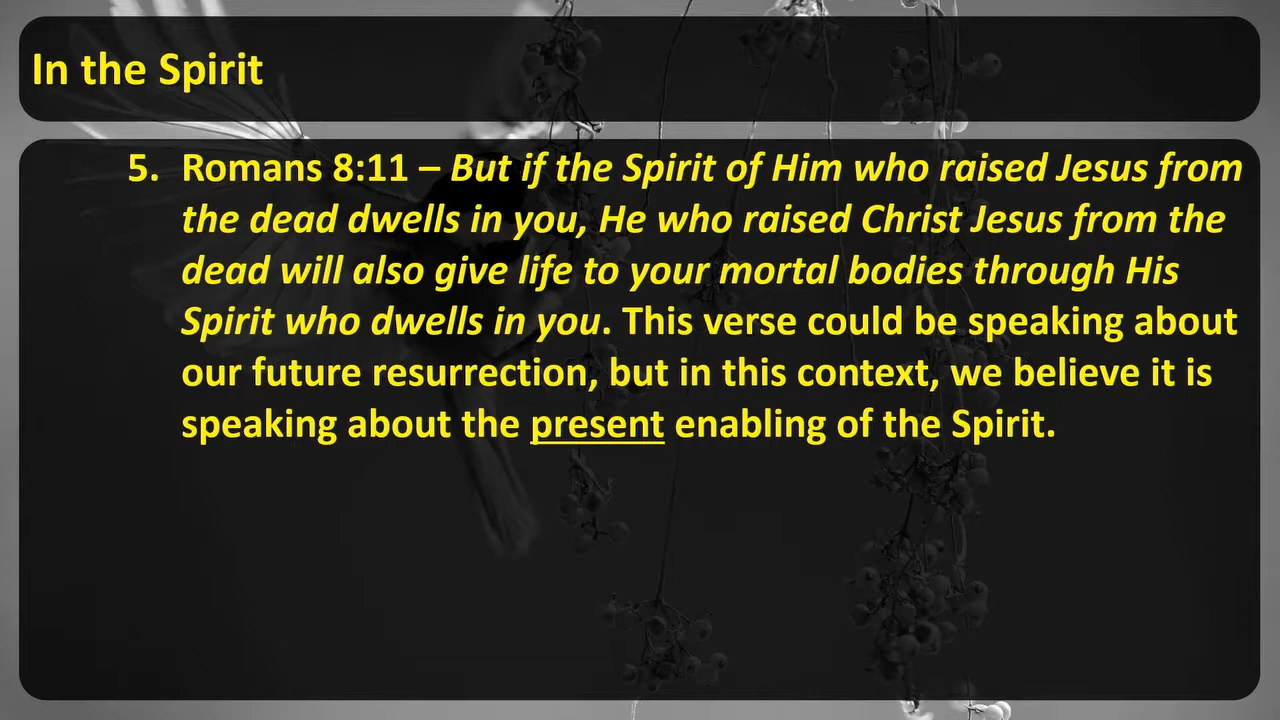 In the Spirit
5. Romans 8:11 – But if the Spirit of Him who raised Jesus from
the dead dwells in you, He who raised Christ Jesus from the
dead will also give life to your mortal bodies through His
Spirit who dwells in you. This verse could be speaking about
our future resurrection, but in this context, we believe it is
speaking about the present enabling of the Spirit.